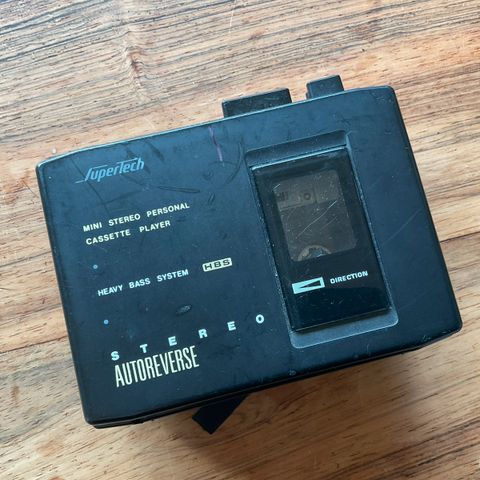 SuperTech
MINI STEREO PERSONAL
CASSETTE PLAYER
HEAVY BASS SYSTEM HBS
DIRECTION
STEREO
AUTOREVERSE